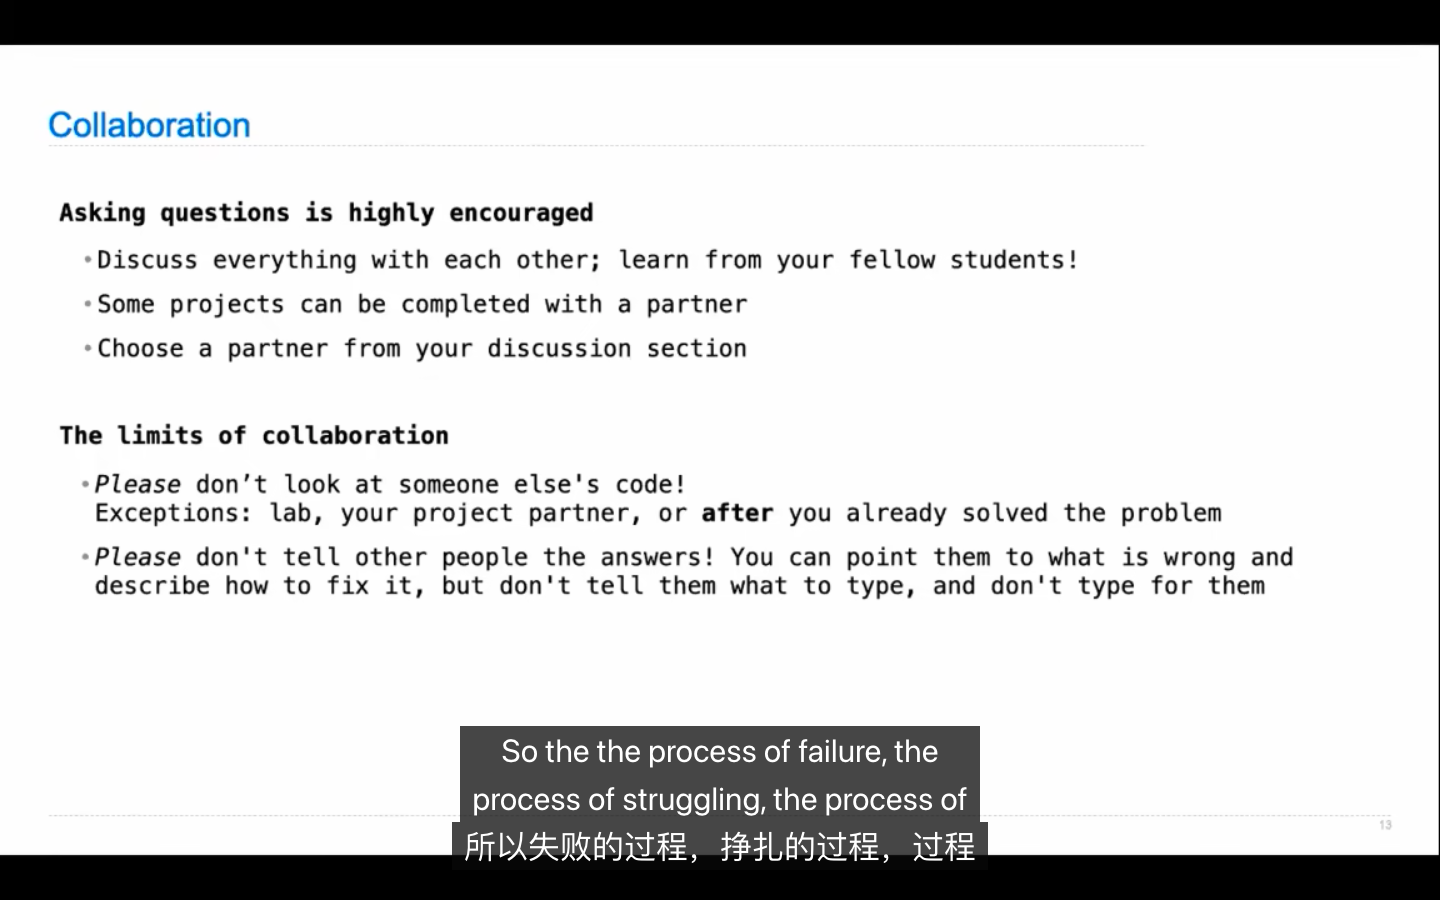 Collaboration
Asking questions is highly encouraged
•Discuss everything with each other; learn from your fellow students!
•Some projects can be completed with a partner
•Choose a partner from your discussion section
The limits of collaboration
•Please don’t look at someone else's code!
Exceptions: lab, your project partner, or after you already solved the problem
•Please don't tell other people the answers! You can point them to what is wrong and
describe how to fix it, but don't tell them what to type, and don't type for them
So the the process of failure, the
process of struggling, the process of
所以失败的过程，挣扎的过程，过程
13